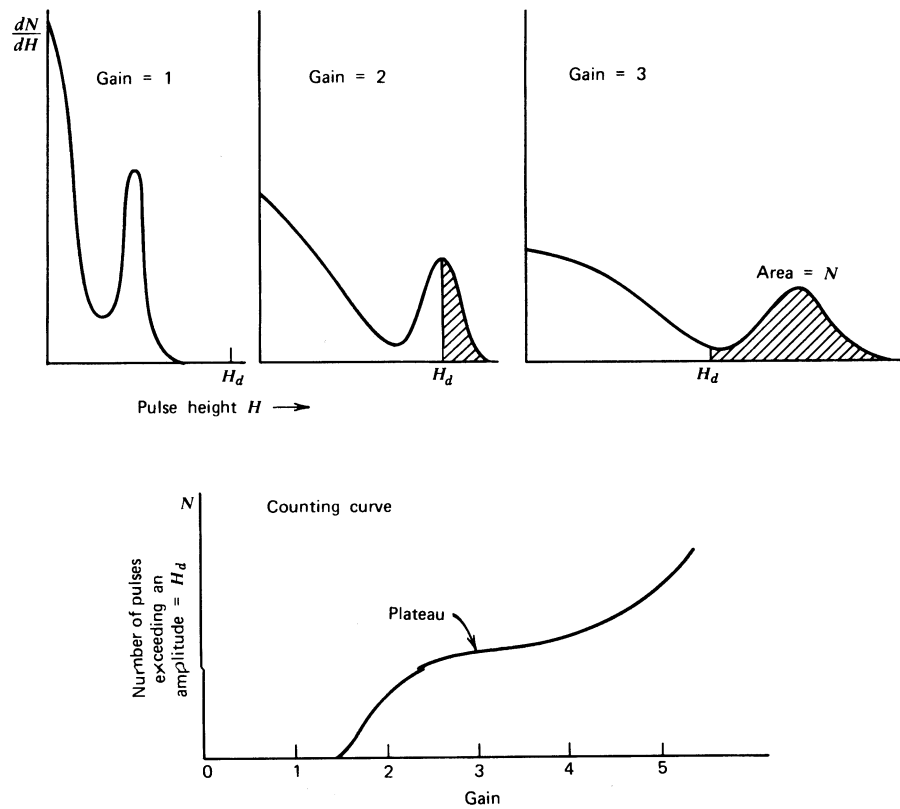 dN
dH
Gain = 1
Gain = 2
Gain = 3
Area = N
H_d
H_d
H_d
Pulse height H →
N
Counting curve
Number of pulses
exceeding an
amplitude = H_d
Plateau
0 1 2 3 4 5
Gain